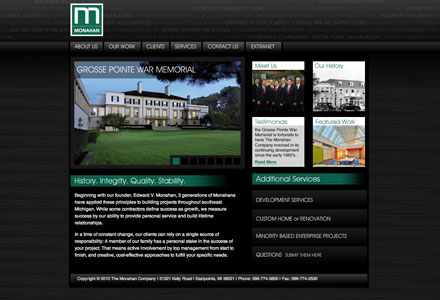 MONAHAN
ABOUT US
OUR WORK
CLIENTS
SERVICES
CONTACT US
EXTRANET
GROSSE POINTE WAR MEMORIAL
Meet Us
Our History
Testimonials
the Grosse Pointe War
Memorial is fortunate to
have The Monahan
Company involved in its
continuing development
since the early 1960's..
Read More
Featured Work
History. Integrity. Quality. Stability.
Beginning with our founder, Edward V. Monahan, 3 generations of Monahans
have applied these principles to building projects throughout southeast
Michigan. While some contractors define success as growth, we measure
success by our ability to provide personal service and build lifetime
relationships.
In a time of constant change, our clients can rely on a single source of
responsibility: A member of our family has a personal stake in the success
of your project. That means active involvement by top management from start to
finish, and creative, cost-effective approaches to fulfill your specific needs.
Additional Services
DEVELOPMENT SERVICES
CUSTOM HOME or RENOVATION
MINORITY BASED ENTERPRISE PROJECTS
QUESTIONS SUBMIT THEM HERE
Copyright © 2010 The Monahan Company | 21321 Kelly Road | Eastpointe, MI 48021 | Phone: 586-774-3800 | Fax: 586-774-2530